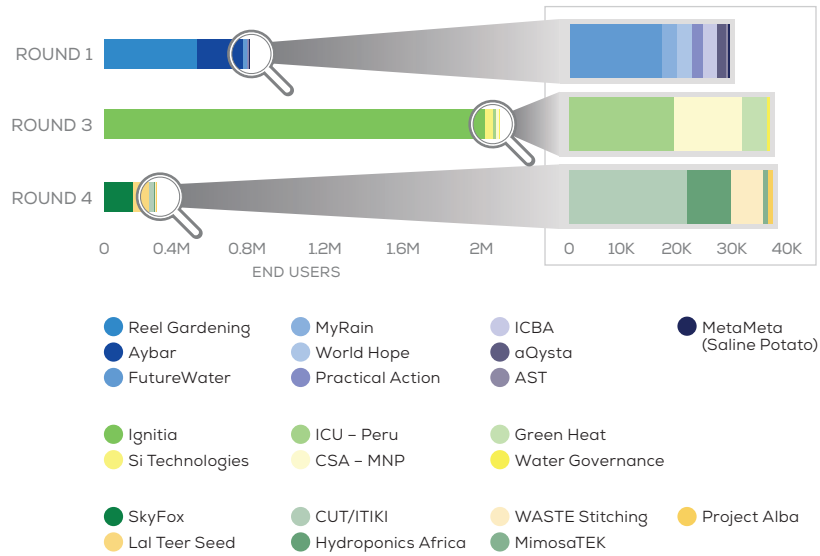 ROUND 1
ROUND 3
ROUND 4
0 0.4M 0.8M 1.2M 1.6M 2M
END USERS
0 10K 20K 30K 40K
Reel Gardening
Aybar
FutureWater
MyRain
World Hope
Practical Action
ICBA
aQysta
AST
MetaMeta
(Saline Potato)
Ignitia
Si Technologies
ICU – Peru
CSA – MNP
Green Heat
Water Governance
SkyFox
Lal Teer Seed
CUT/ITIKI
Hydroponics Africa
WASTE Stitching
MimosaTEK
Project Alba